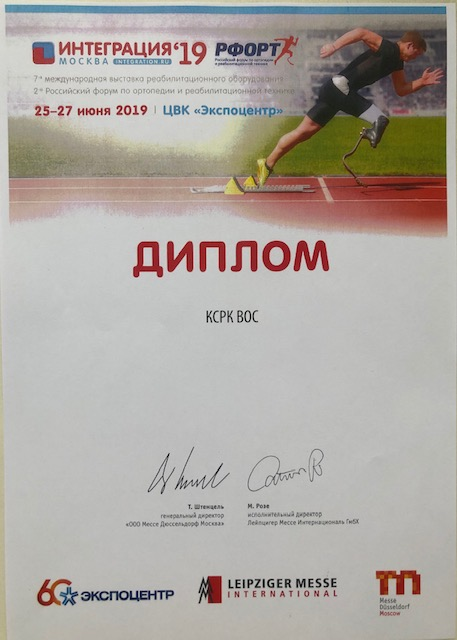 ИНТЕГРАЦИЯ‘19
МОСКВА INTEGRATION.RU
РФОРТ
Российский форум по ортопедии
и реабилитационной технике
7ая международная выставка реабилитационного оборудования
2ая Российский форум по ортопедии и реабилитационной технике
25-27 июня 2019 | ЦВК «Экспоцентр»
ДИПЛОМ
КСРК ВОС
Т. Штенцель
генеральный директор
«ООО Мессе Дюссельдорф Москва»
М. Розе
исполнительный директор
Лейпцигер Мессе Интернациональ ГмбХ
60 ЭКСПОЦЕНТР
LEIPZIGER MESSE
INTERNATIONAL
Messe
Düsseldorf
Moscow